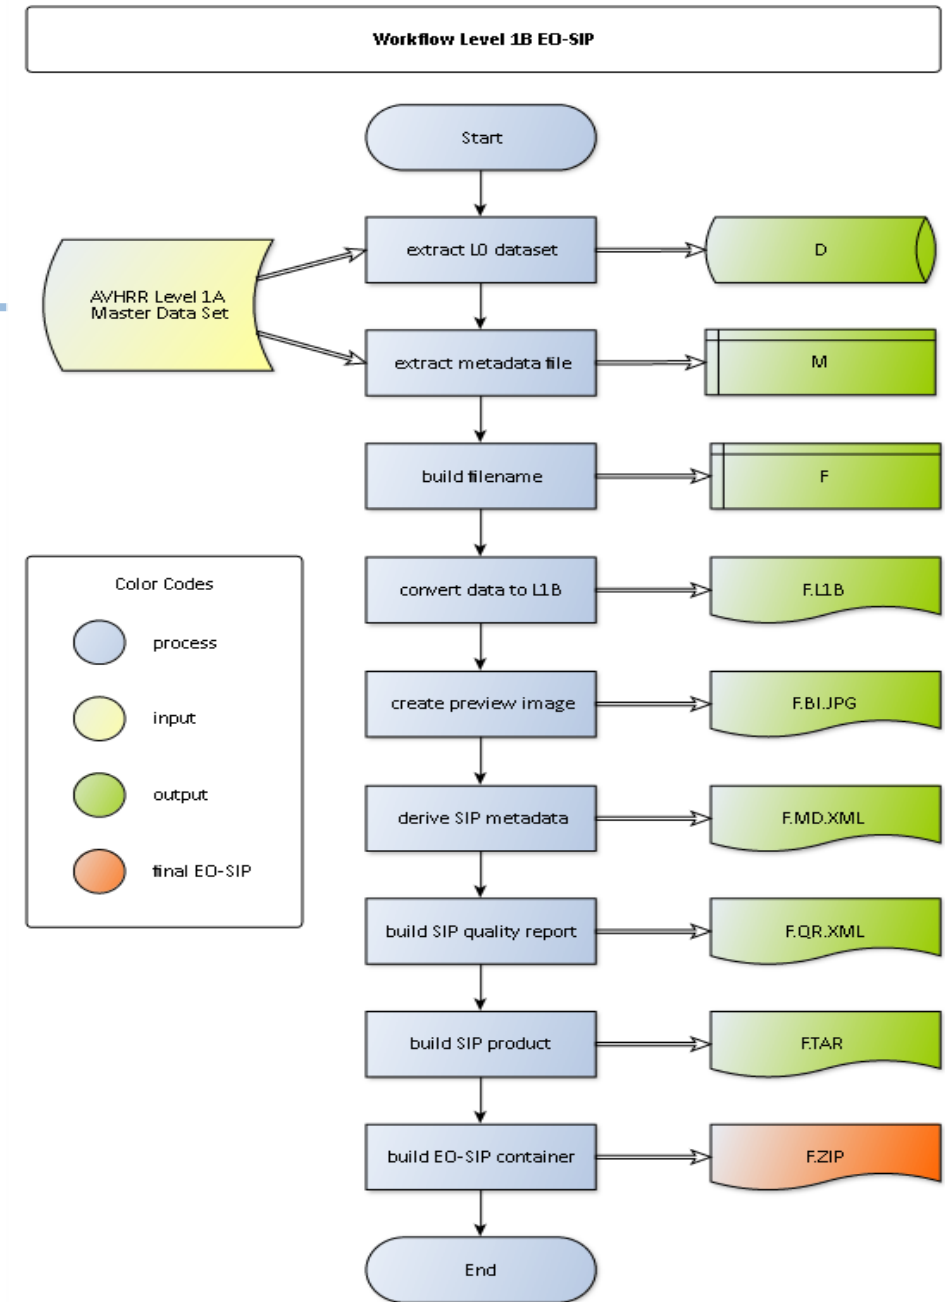 Workflow Level 1B EO-SIP
Start
extract L0 dataset
D
AVHRR Level 1A
Master Data Set
extract metadata file
M
build filename
F
convert data to L1B
F.L1B
create preview image
F.BI.JPG
derive SIP metadata
F.MD.XML
build SIP quality report
F.QR.XML
build SIP product
F.TAR
build EO-SIP container
F.ZIP
End
Color Codes
process
input
output
final EO-SIP